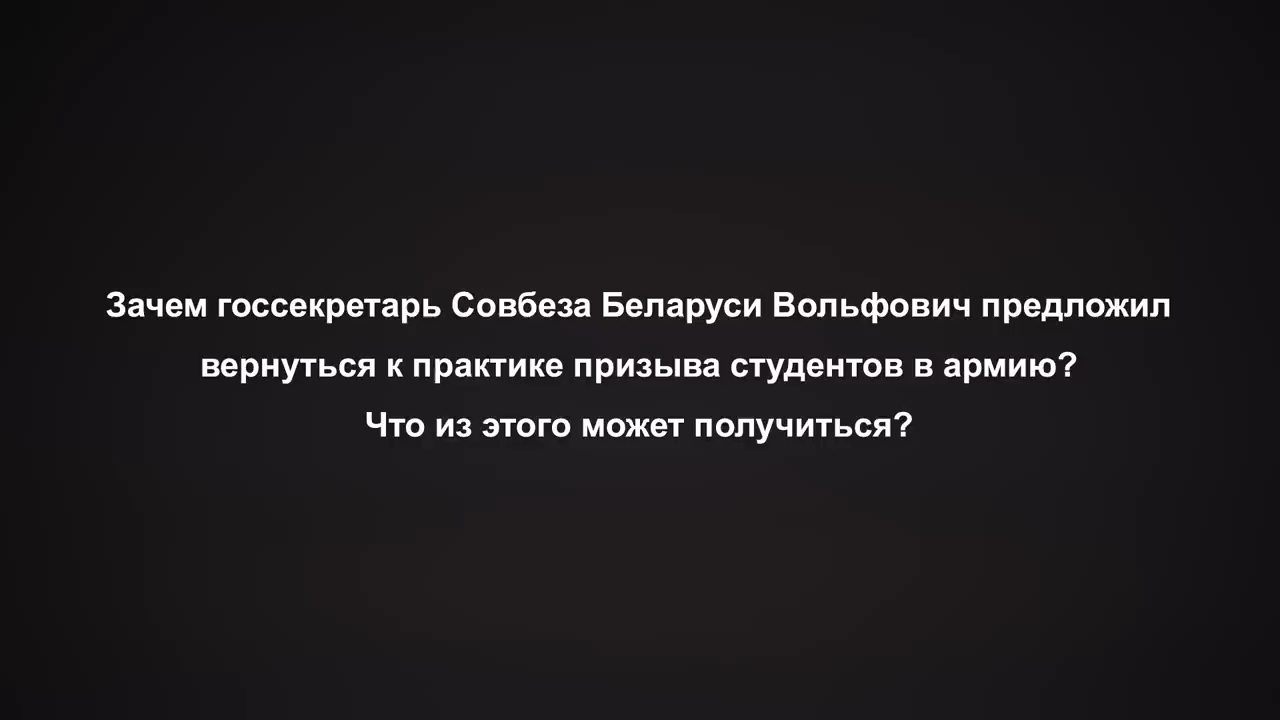 Зачем госсекретарь Совбеза Беларуси Вольфович предложил
вернуться к практике призыва студентов в армию?
Что из этого может получиться?